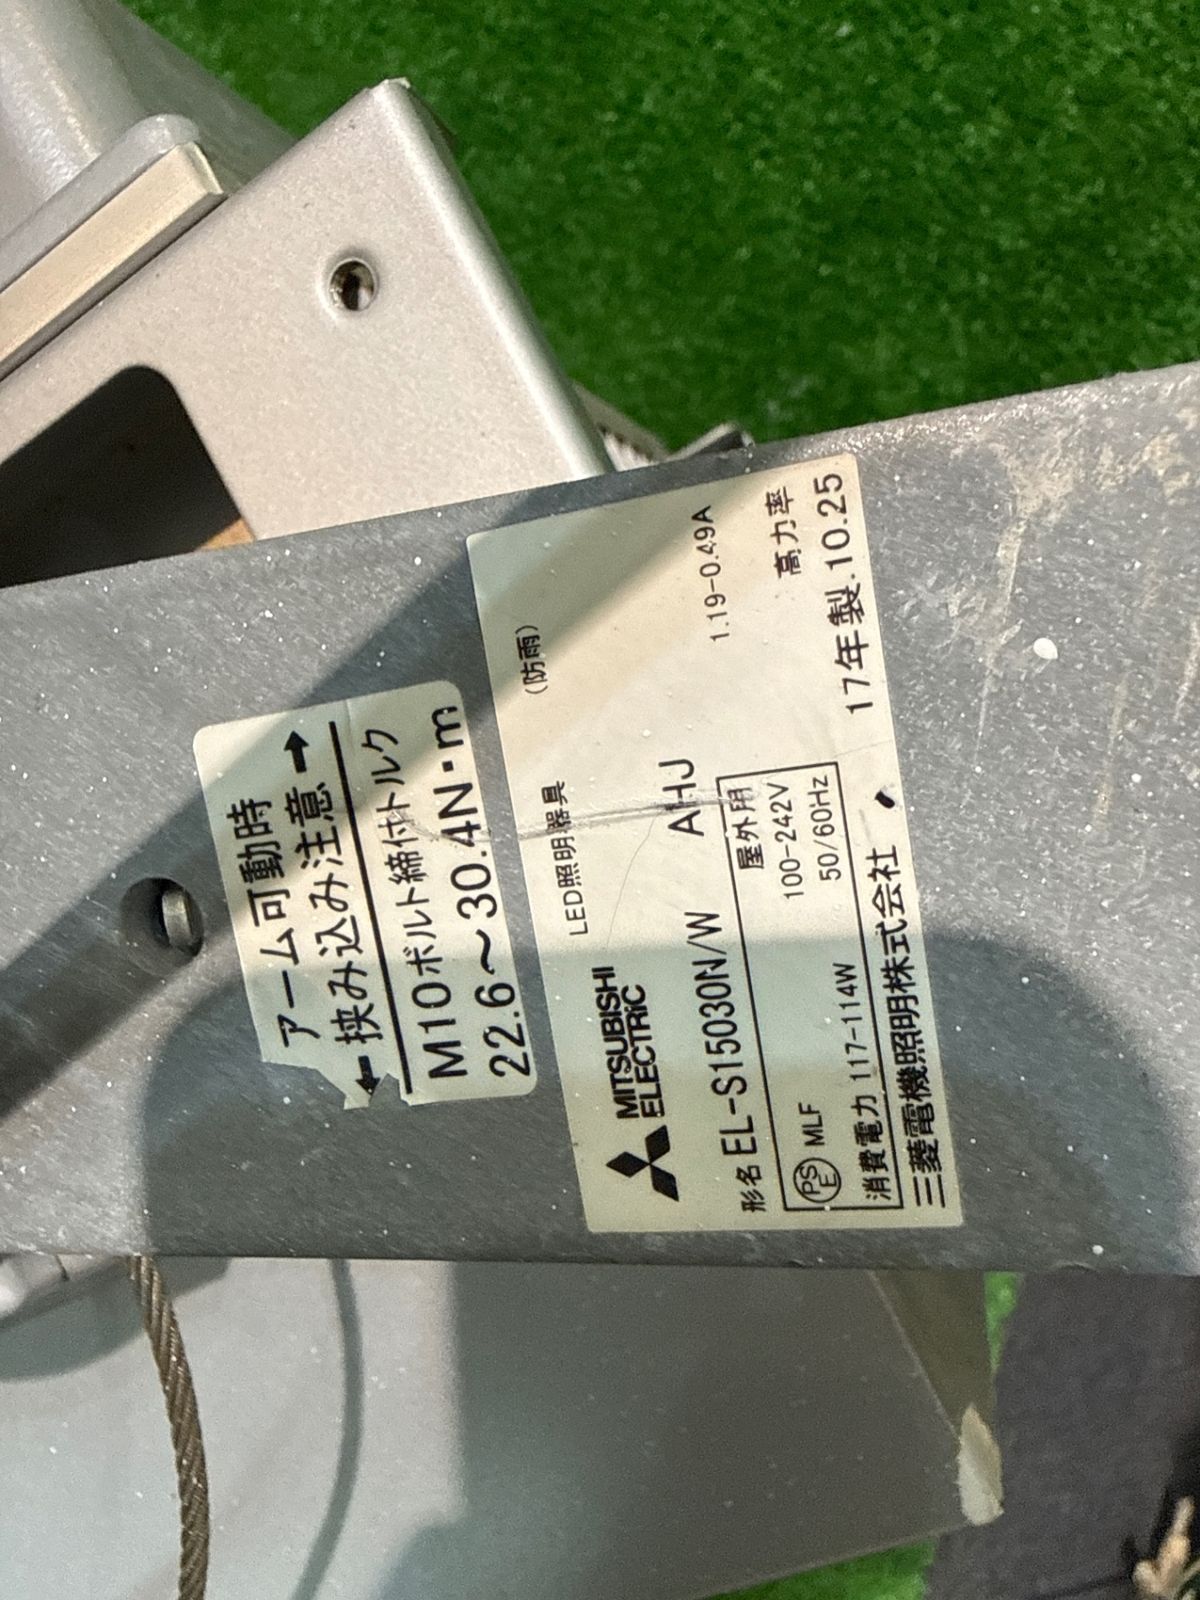 アーム可動時
←挟み込み注意→
M10ボルト締付トルク
22.6～30.4N・m
LED照明器具 (防雨)
MITSUBISHI
ELECTRIC
形名 EL-S15030N/W AHJ 1.19-0.49A
屋外用
PSE MLF 100-242V 高力率
消費電力 117-114W 50/60Hz
三菱電機照明株式会社 17年製.10.25